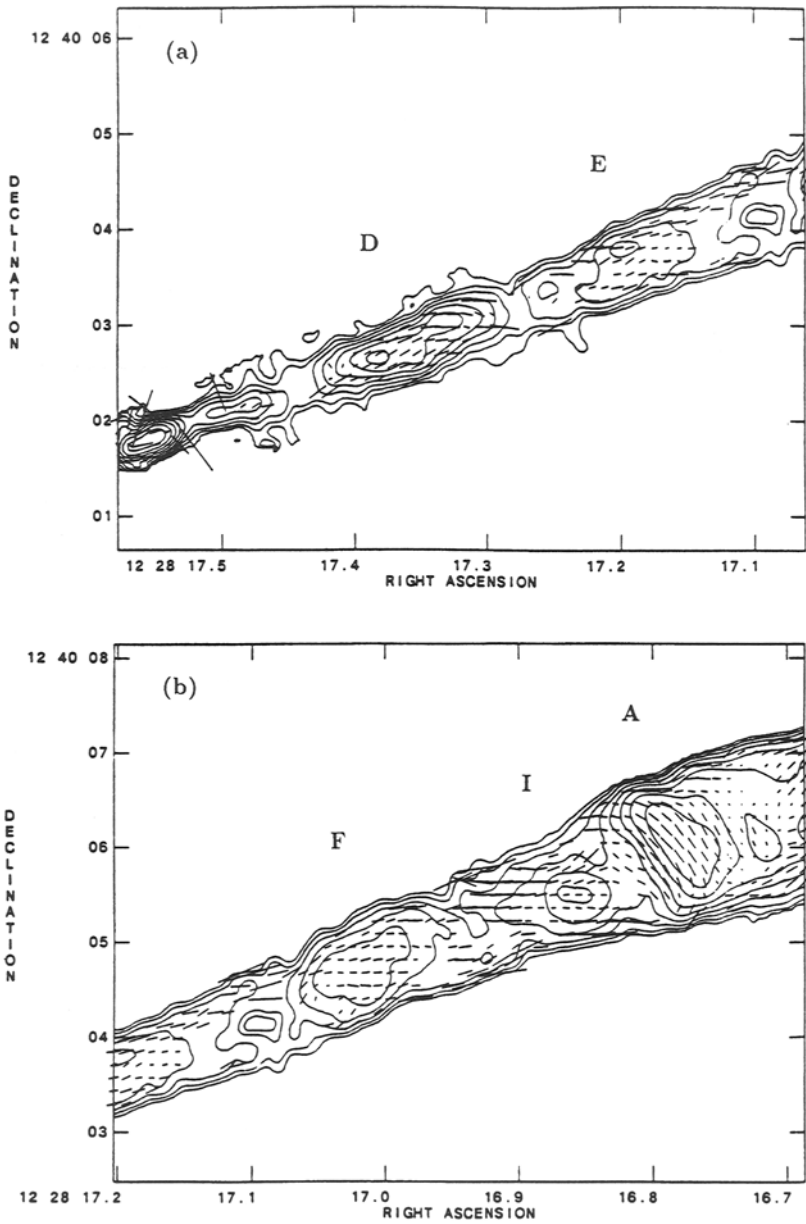 (a)
12 40 06
05
04
03
02
01
DECLINATION
E
D
12 28 17.5 17.4 17.3 17.2 17.1
RIGHT ASCENSION
(b)
12 40 08
07
06
05
04
03
DECLINATION
A
I
F
12 28 17.2 17.1 17.0 16.9 16.8 16.7
RIGHT ASCENSION